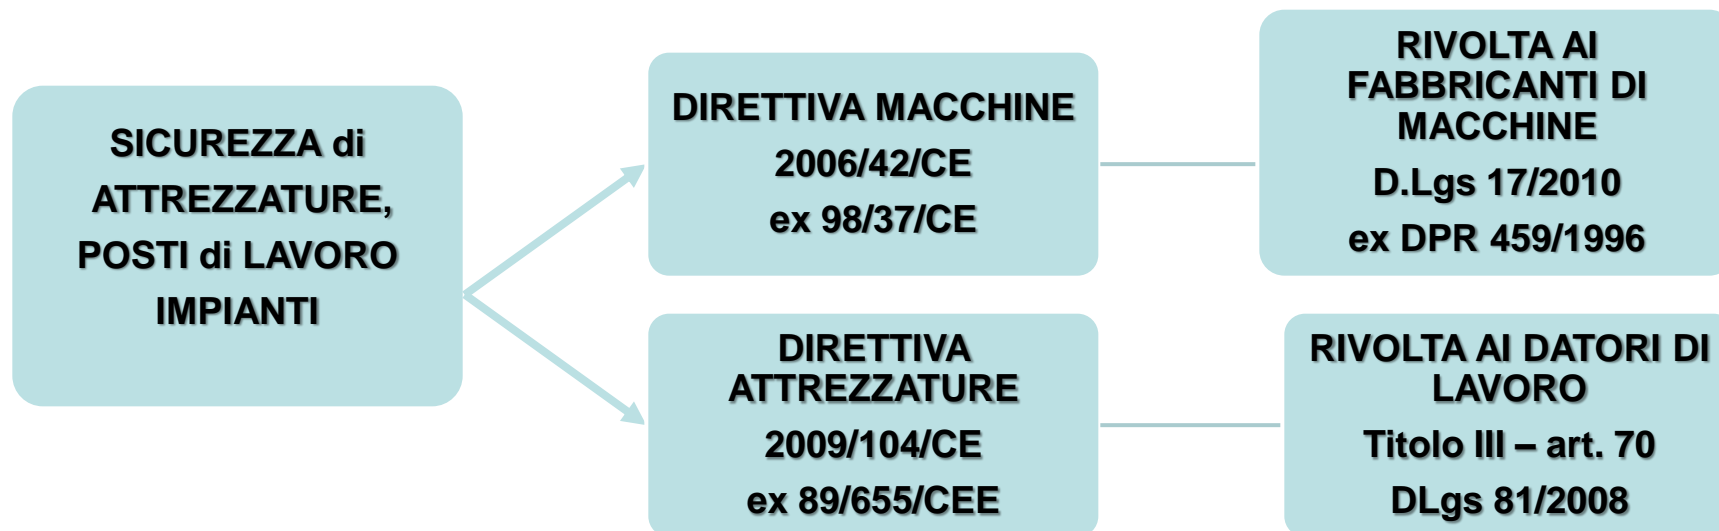 SICUREZZA di
ATTREZZATURE,
POSTI di LAVORO
IMPIANTI
DIRETTIVA MACCHINE
2006/42/CE
ex 98/37/CE
RIVOLTA AI
FABBRICANTI DI
MACCHINE
D.Lgs 17/2010
ex DPR 459/1996
DIRETTIVA
ATTREZZATURE
2009/104/CE
ex 89/655/CEE
RIVOLTA AI DATORI DI
LAVORO
Titolo III – art. 70
DLgs 81/2008